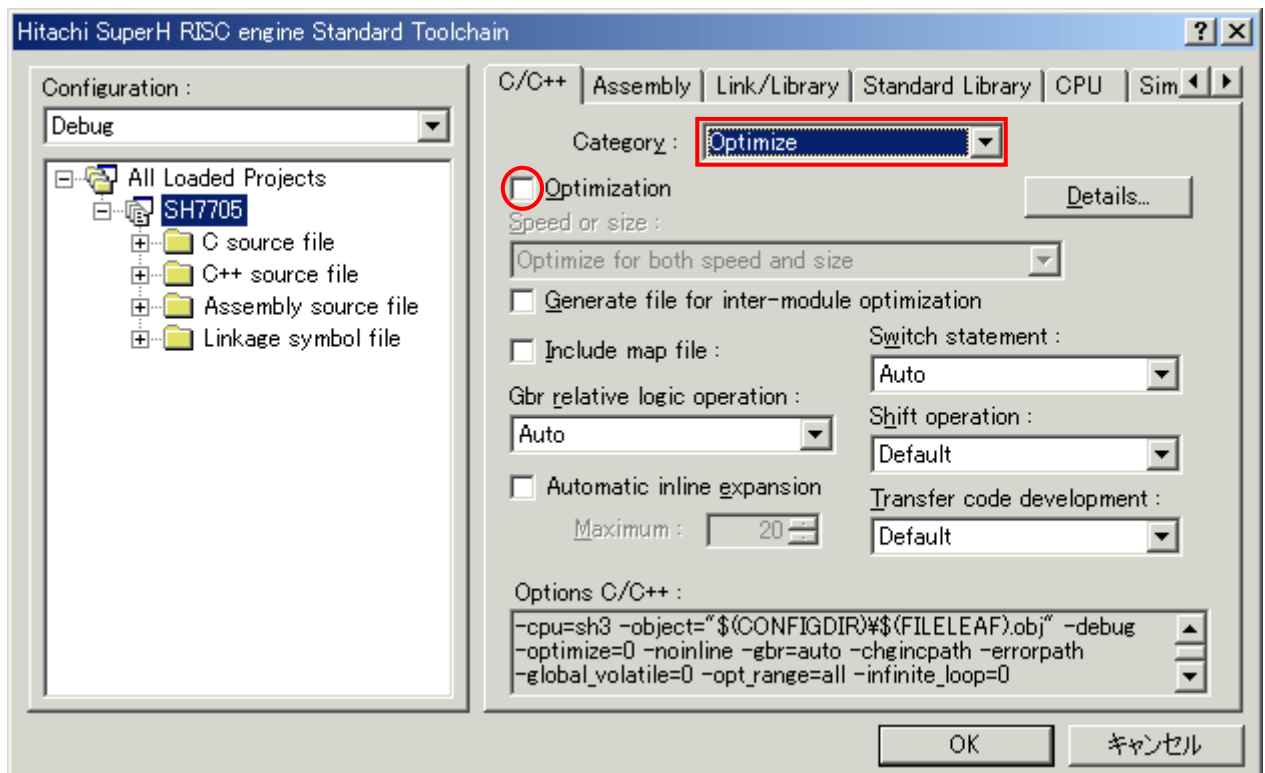 Hitachi SuperH RISC engine Standard Toolchain
Configuration :
Debug
All Loaded Projects
SH7705
C source file
C++ source file
Assembly source file
Linkage symbol file
C/C++
Assembly
Link/Library
Standard Library
CPU
Sim
Category :
Optimize
Optimization
Details...
Speed or size :
Optimize for both speed and size
Generate file for inter-module optimization
Include map file :
Switch statement :
Auto
Gbr relative logic operation :
Auto
Shift operation :
Default
Automatic inline expansion
Maximum :
20
Transfer code development :
Default
Options C/C++ :
-cpu=sh3 -object="$(CONFIGDIR)¥$(FILELEAF).obj" -debug
-optimize=0 -noinline -gbr=auto -chgincpath -errorpath
-global_volatile=0 -opt_range=all -infinite_loop=0
OK
キャンセル